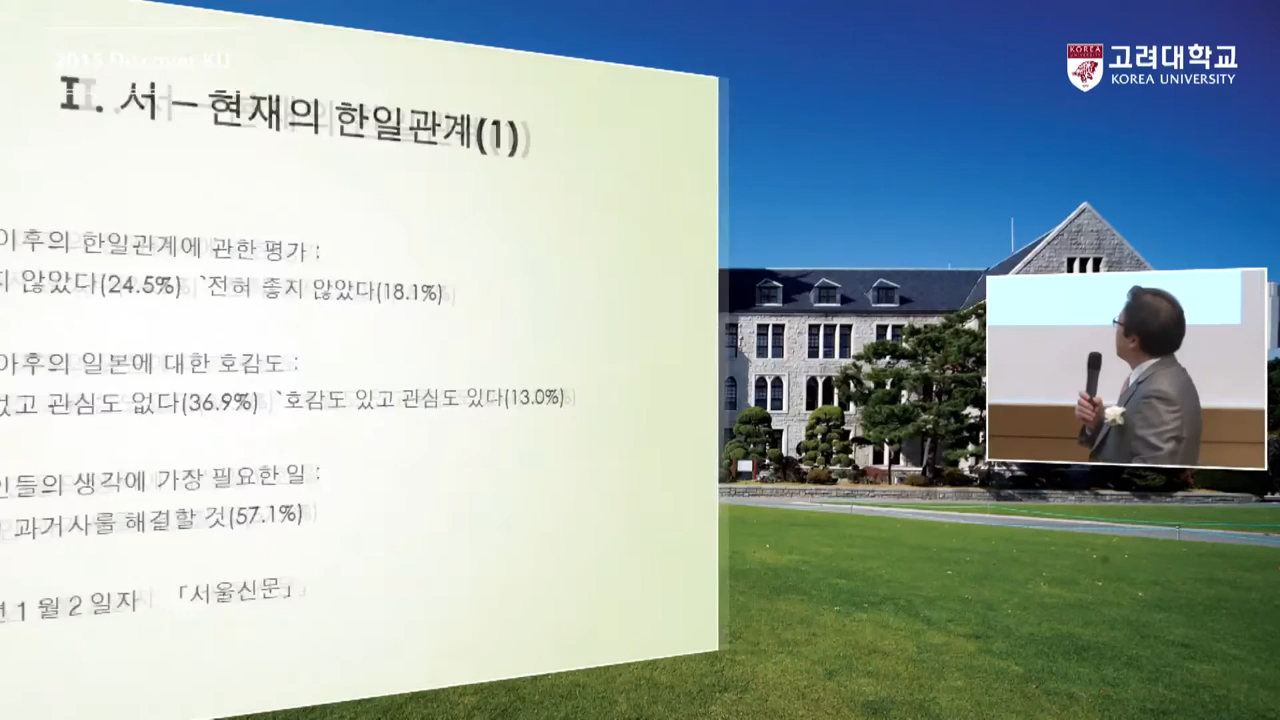 2015 Discover KU
Ⅱ. 서 – 현재의 한일관계(1)
이후의 한일관계에 관한 평가 :
지 않았다(24.5%) `전혀 좋지 않았다(18.1%)
아후의 일본에 대한 호감도 :
없고 관심도 없다(36.9%) `호감도 있고 관심도 있다(13.0%)
인들의 생각에 가장 필요한 일 :
과거사를 해결할 것(57.1%)
년 1 월 2 일자 「서울신문」
KOREA
UNIVERSITY
고려대학교
KOREA UNIVERSITY